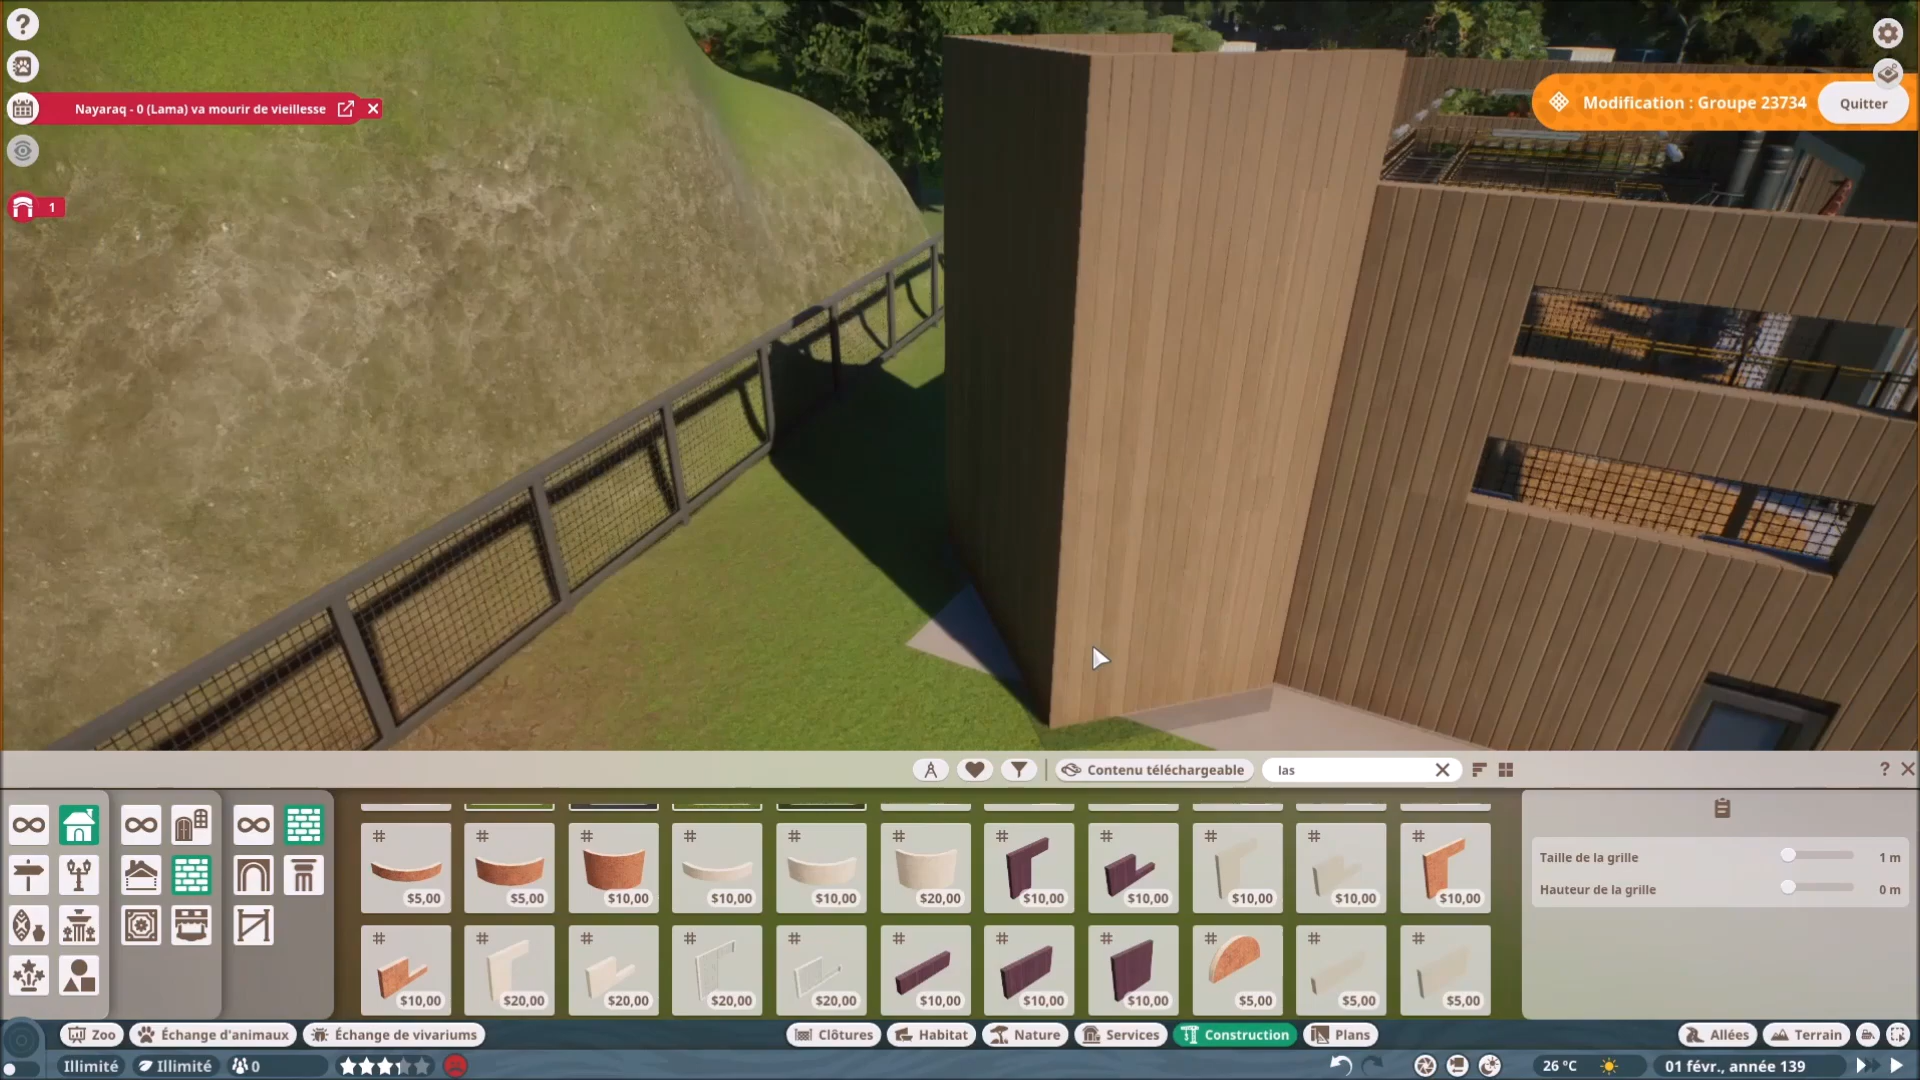 ?
Nayaraq - 0 (Lama) va mourir de vieillesse
1
Modification : Groupe 23734
Quitter
Contenu téléchargeable
las
?
$5,00
$5,00
$10,00
$10,00
$10,00
$20,00
$10,00
$10,00
$10,00
$10,00
$10,00
$10,00
$20,00
$20,00
$20,00
$20,00
$10,00
$10,00
$10,00
$5,00
$5,00
$5,00
Taille de la grille
1 m
Hauteur de la grille
0 m
Zoo
Échange d'animaux
Échange de vivariums
Clôtures
Habitat
Nature
Services
Construction
Plans
Allées
Terrain
Illimité
Illimité
0
26 °C
01 févr., année 139